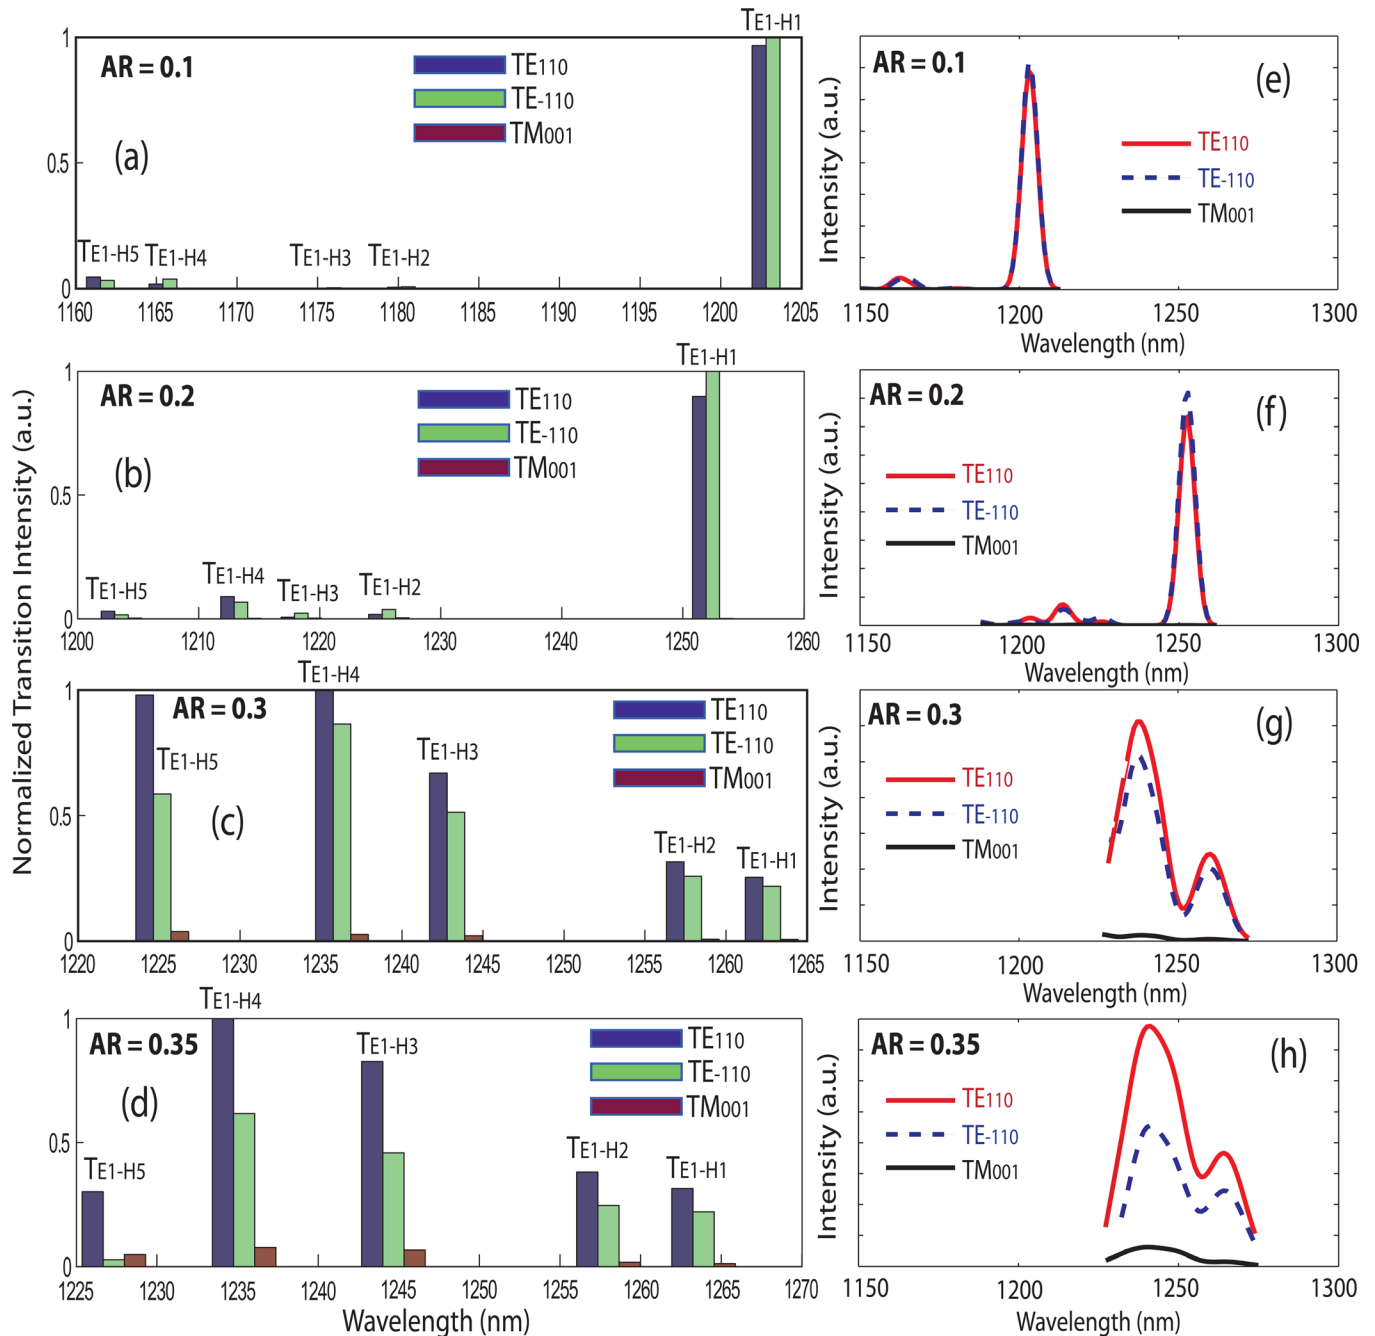 Normalized Transition Intensity (a.u.)
TE1-H1
1
AR = 0.1
TE110
TE-110
TM001
(a)
0.5
TE1-H5 TE1-H4 TE1-H3 TE1-H2
0
1160 1165 1170 1175 1180 1185 1190 1195 1200 1205
AR = 0.1
(e)
Intensity (a.u.)
TE110
TE-110
TM001
1150 1200 1250 1300
Wavelength (nm)
TE1-H1
1
AR = 0.2
TE110
TE-110
TM001
(b)
0.5
TE1-H5 TE1-H4 TE1-H3 TE1-H2
0
1200 1210 1220 1230 1240 1250 1260
AR = 0.2
(f)
Intensity (a.u.)
TE110
TE-110
TM001
1150 1200 1250 1300
TE1-H4
1
AR = 0.3
TE110
TE-110
TM001
TE1-H5
TE1-H3
(c)
0.5
TE1-H2 TE1-H1
0
1220 1225 1230 1235 1240 1245 1250 1255 1260 1265
AR = 0.3
(g)
Intensity (a.u.)
TE110
TE-110
TM001
1150 1200 1250 1300
Wavelength (nm)
TE1-H4
1
AR = 0.35
TE110
TE-110
TM001
TE1-H3
(d)
0.5
TE1-H5
TE1-H2 TE1-H1
0
1225 1230 1235 1240 1245 1250 1255 1260 1265 1270
Wavelength (nm)
AR = 0.35
(h)
Intensity (a.u.)
TE110
TE-110
TM001
1150 1200 1250 1300
Wavelength (nm)